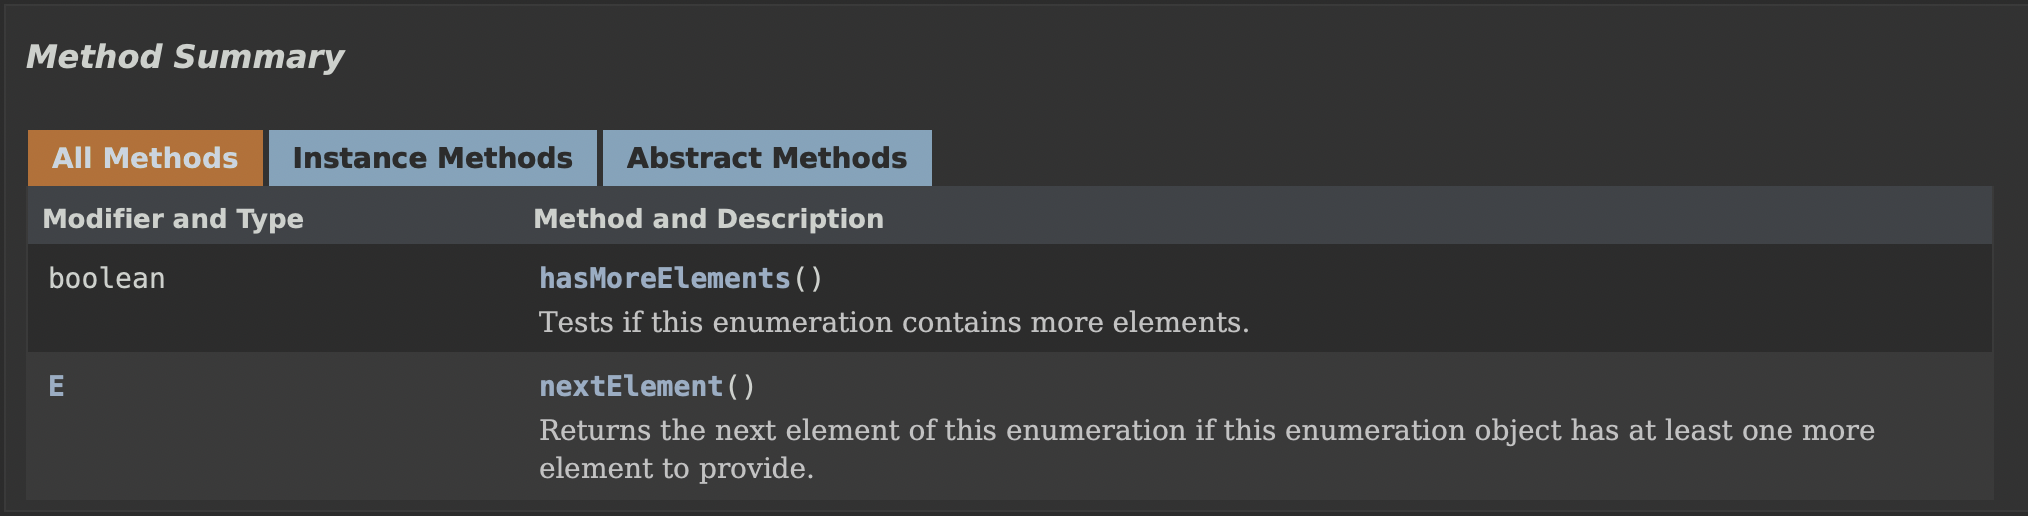 Method Summary
All Methods Instance Methods Abstract Methods
Modifier and Type Method and Description
boolean hasMoreElements()
Tests if this enumeration contains more elements.
E nextElement()
Returns the next element of this enumeration if this enumeration object has at least one more
element to provide.